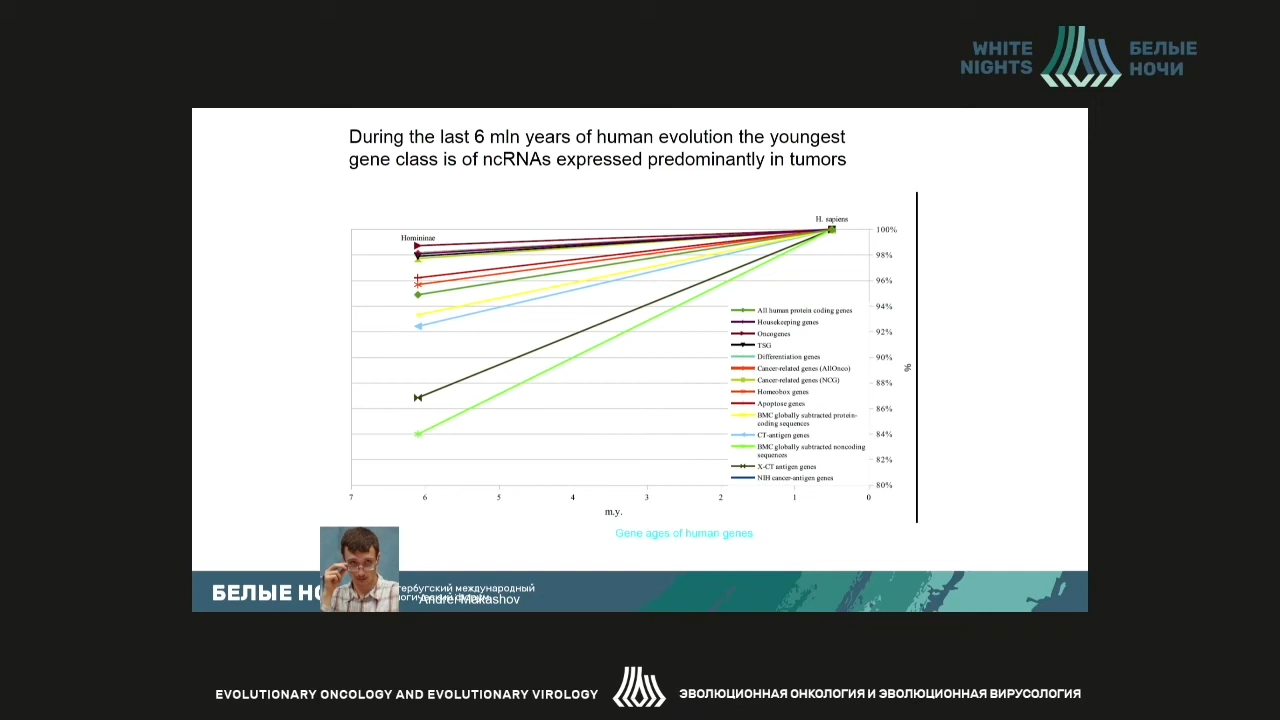 WHITE
NIGHTS
БЕЛЫЕ
НОЧИ
During the last 6 mln years of human evolution the youngest
gene class is of ncRNAs expressed predominantly in tumors
H. sapiens
Homininae
100%
98%
96%
94%
92%
90%
88%
86%
84%
82%
80%
%
All human protein coding genes
Housekeeping genes
Oncogenes
TSG
Differentiation genes
Cancer-related genes (AllOnco)
Cancer-related genes (NCG)
Homeobox genes
Apoptose genes
BMC globally subtracted protein-
coding sequences
CT-antigen genes
BMC globally subtracted noncoding
sequences
X-CT antigen genes
NIH cancer-antigen genes
7 6 5 4 3 2 1 0
m.y.
Gene ages of human genes
БЕЛЫЕ НО
тербугский международный
Andrei Makashov
EVOLUTIONARY ONCOLOGY AND EVOLUTIONARY VIROLOGY
ЭВОЛЮЦИОННАЯ ОНКОЛОГИЯ И ЭВОЛЮЦИОННАЯ ВИРУСОЛОГИЯ